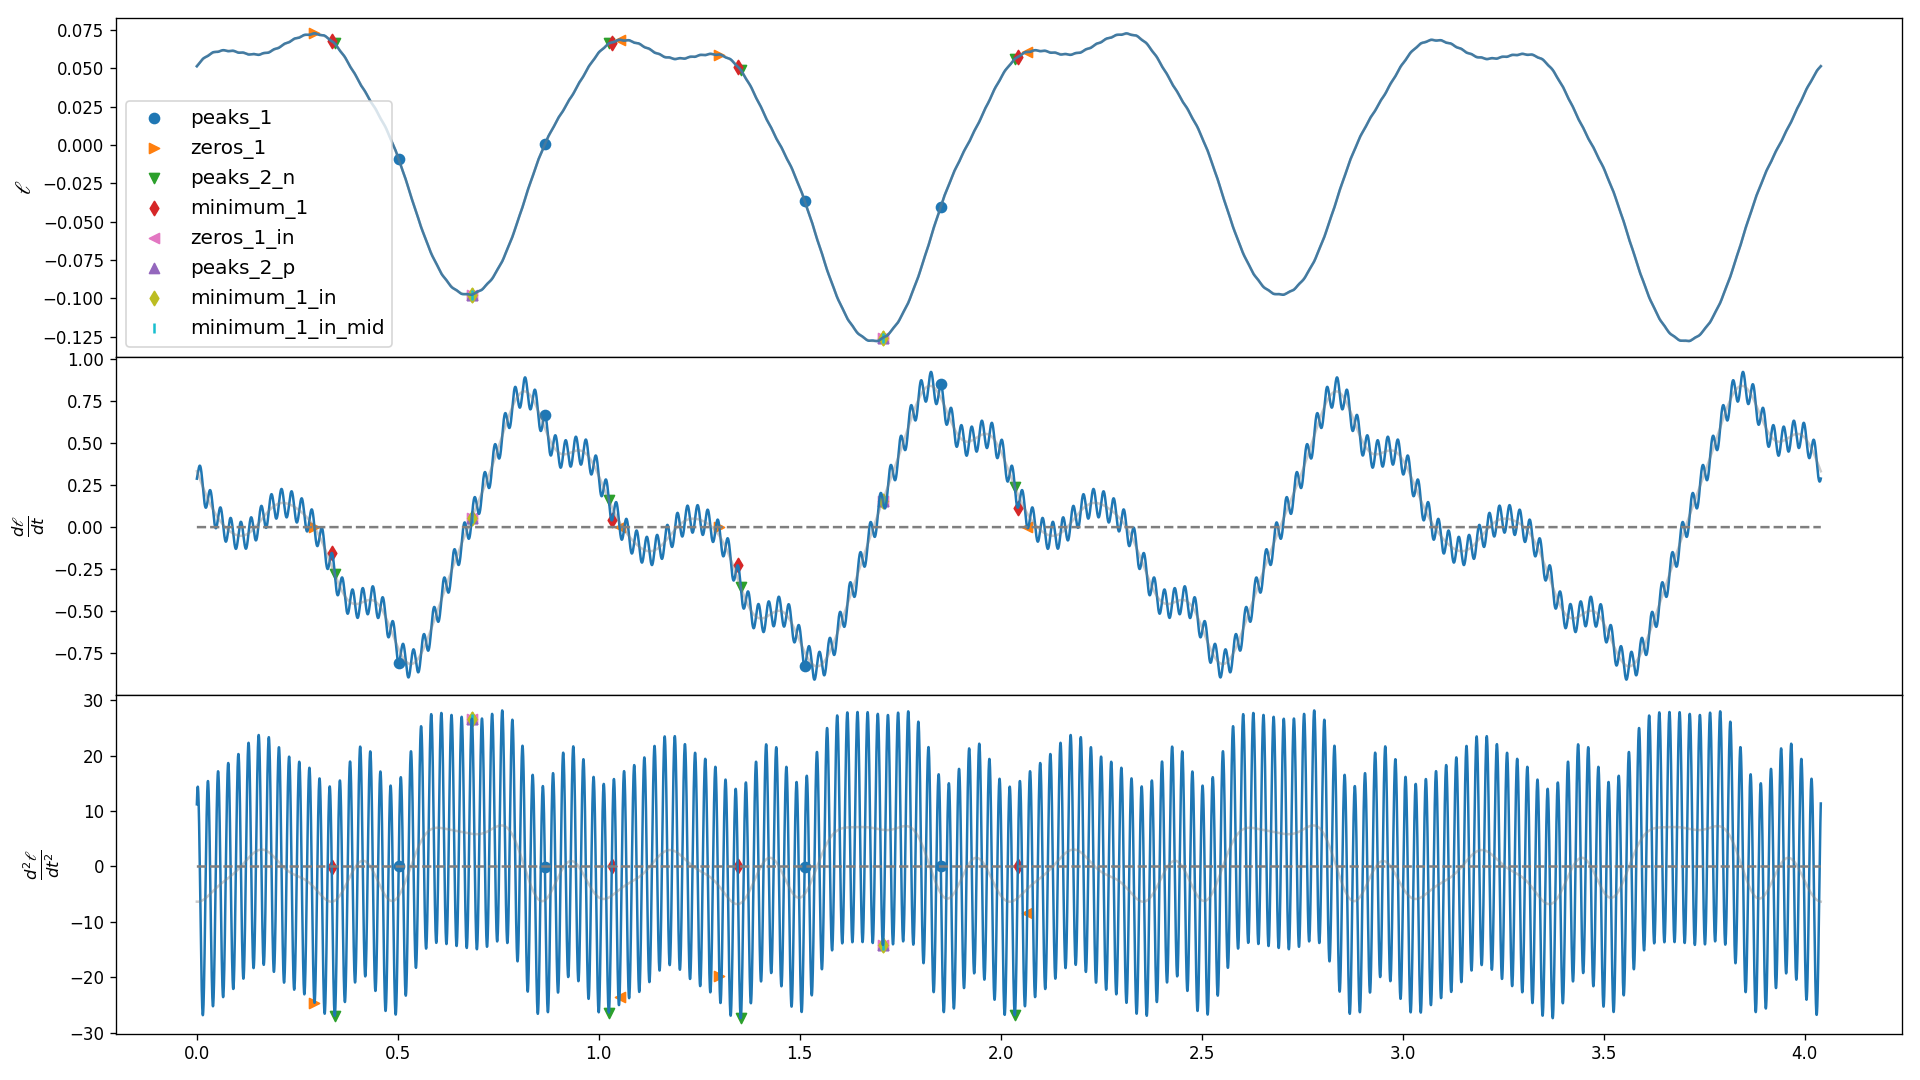 0.075
0.050
0.025
0.000
−0.025
−0.050
−0.075
−0.100
−0.125
ℓ
peaks_1
zeros_1
peaks_2_n
minimum_1
zeros_1_in
peaks_2_p
minimum_1_in
minimum_1_in_mid
1.00
0.75
0.50
0.25
0.00
−0.25
−0.50
−0.75
dℓ
dt
30
20
10
0
−10
−20
−30
d²ℓ
dt²
0.0 0.5 1.0 1.5 2.0 2.5 3.0 3.5 4.0